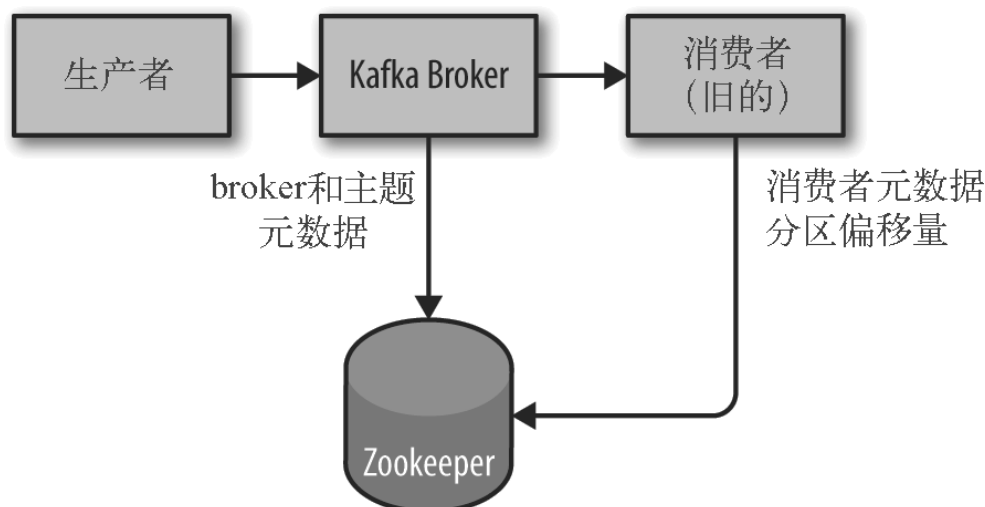 生产者
Kafka Broker
消费者
（旧的）
broker和主题
元数据
消费者元数据
分区偏移量
Zookeeper